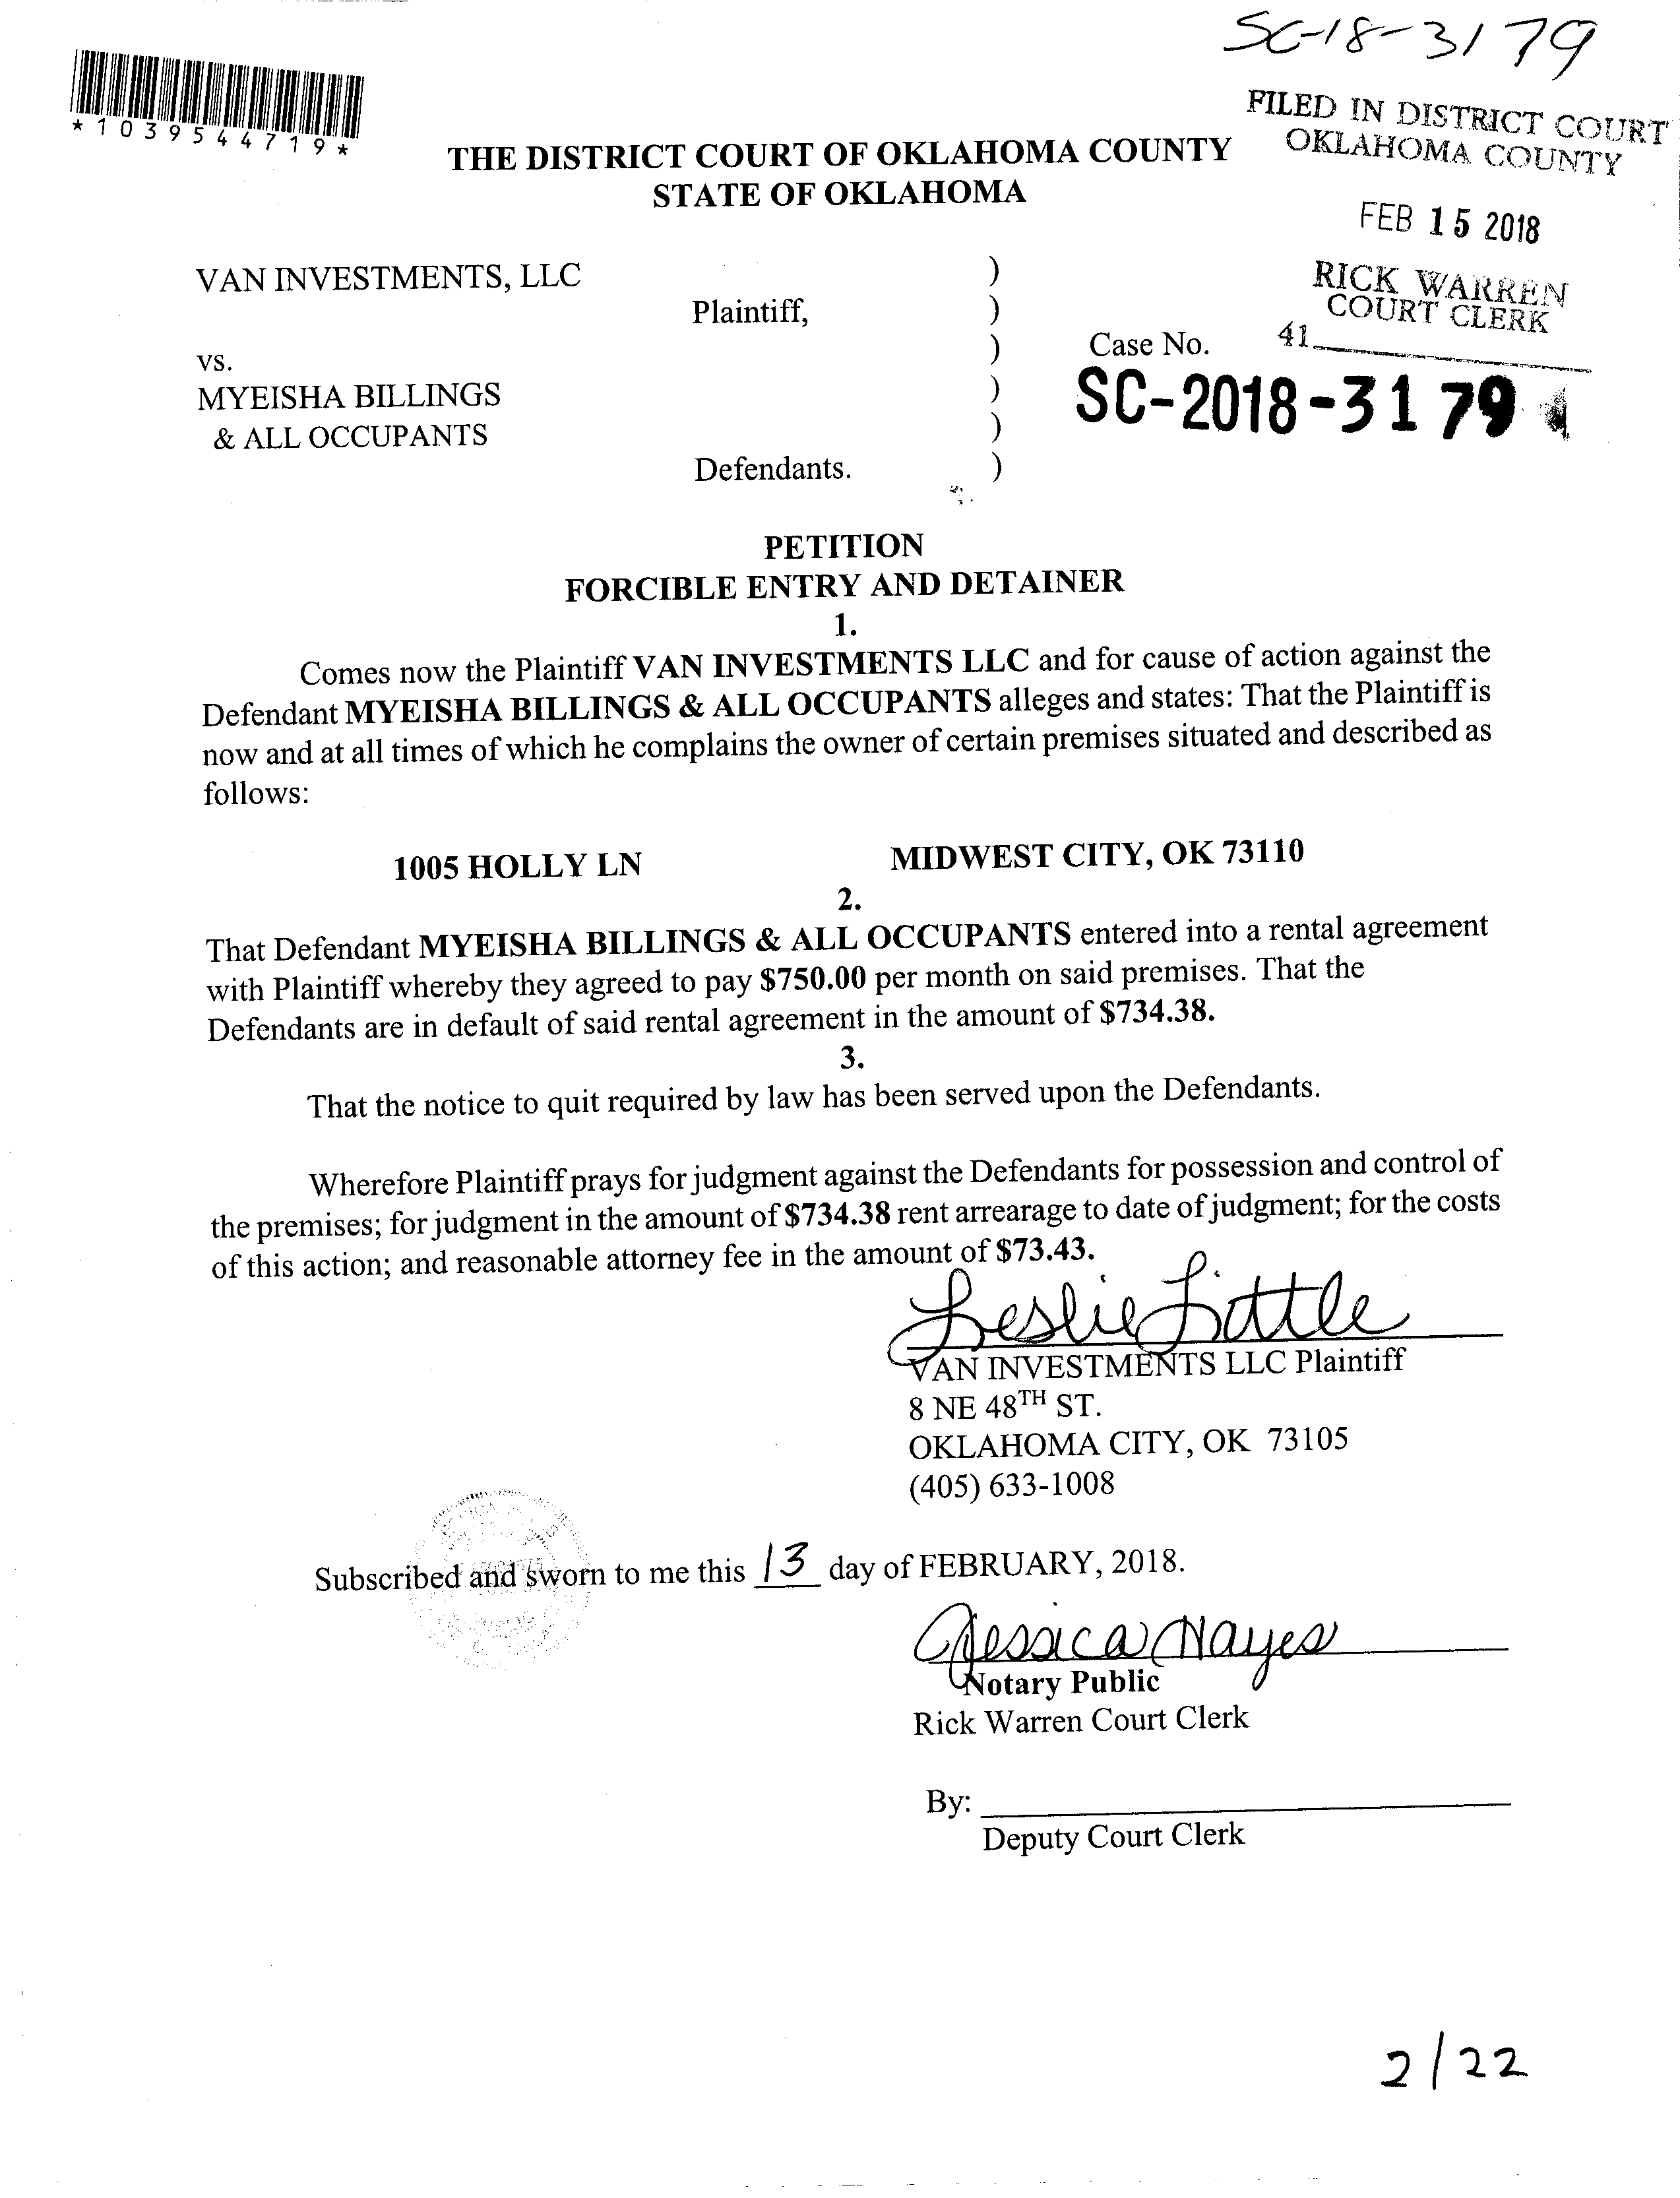 SC-18-3179
*1039544719*
FILED IN DISTRICT COURT
OKLAHOMA COUNTY
THE DISTRICT COURT OF OKLAHOMA COUNTY
STATE OF OKLAHOMA
FEB 15 2018
RICK WARREN
COURT CLERK
41
VAN INVESTMENTS, LLC )
Plaintiff, )
vs. ) Case No.
MYEISHA BILLINGS )
SC-2018-3179
& ALL OCCUPANTS )
Defendants. )
PETITION
FORCIBLE ENTRY AND DETAINER
1.
Comes now the Plaintiff VAN INVESTMENTS LLC and for cause of action against the
Defendant MYEISHA BILLINGS & ALL OCCUPANTS alleges and states: That the Plaintiff is
now and at all times of which he complains the owner of certain premises situated and described as
follows:
1005 HOLLY LN MIDWEST CITY, OK 73110
2.
That Defendant MYEISHA BILLINGS & ALL OCCUPANTS entered into a rental agreement
with Plaintiff whereby they agreed to pay $750.00 per month on said premises. That the
Defendants are in default of said rental agreement in the amount of $734.38.
3.
That the notice to quit required by law has been served upon the Defendants.
Wherefore Plaintiff prays for judgment against the Defendants for possession and control of
the premises; for judgment in the amount of $734.38 rent arrearage to date of judgment; for the costs
of this action; and reasonable attorney fee in the amount of $73.43.
Leslie Little
VAN INVESTMENTS LLC Plaintiff
8 NE 48TH ST.
OKLAHOMA CITY, OK 73105
(405) 633-1008
Subscribed and sworn to me this 13 day of FEBRUARY, 2018.
Jessica Hayes
Notary Public
Rick Warren Court Clerk
By:
Deputy Court Clerk
2/22